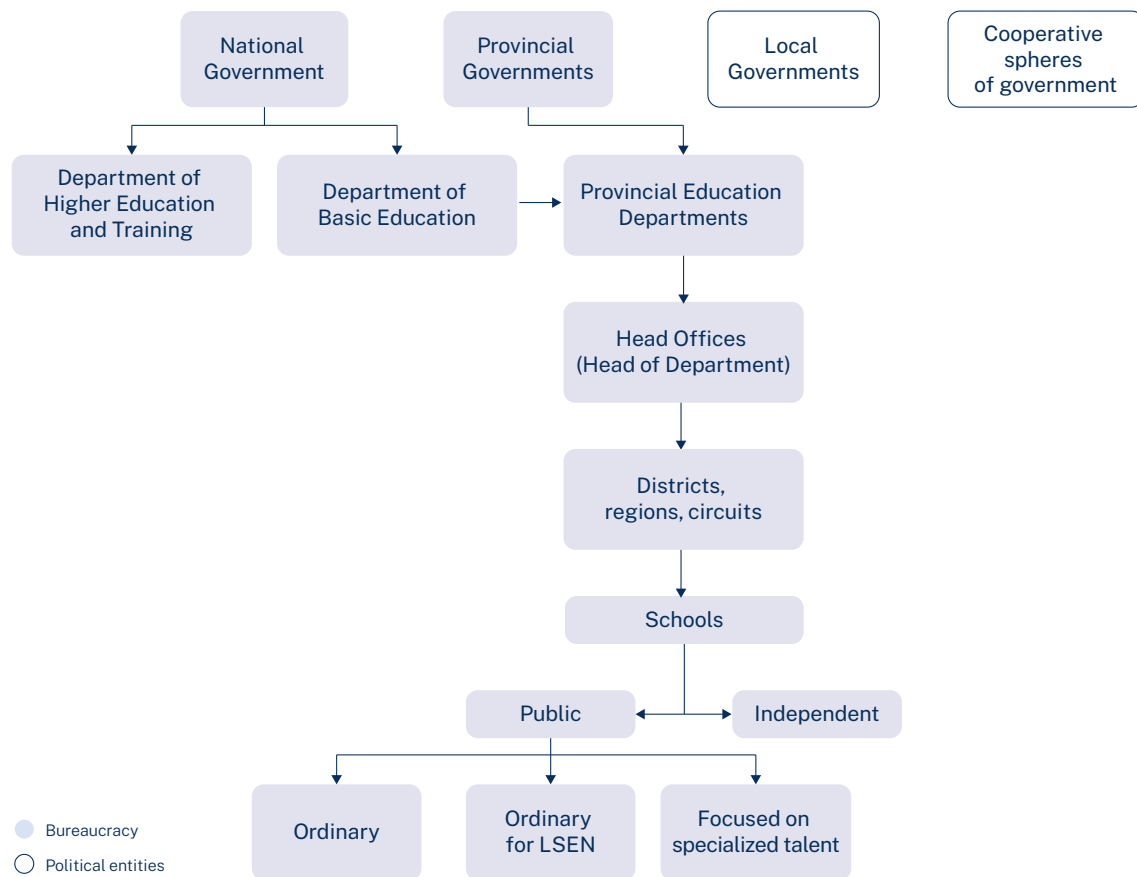 National
Government
Provincial
Governments
Local
Governments
Cooperative
spheres
of government
Department of
Higher Education
and Training
Department of
Basic Education
Provincial Education
Departments
Head Offices
(Head of Department)
Districts,
regions, circuits
Schools
Public
Independent
Ordinary
Ordinary
for LSEN
Focused on
specialized talent
Bureaucracy
Political entities